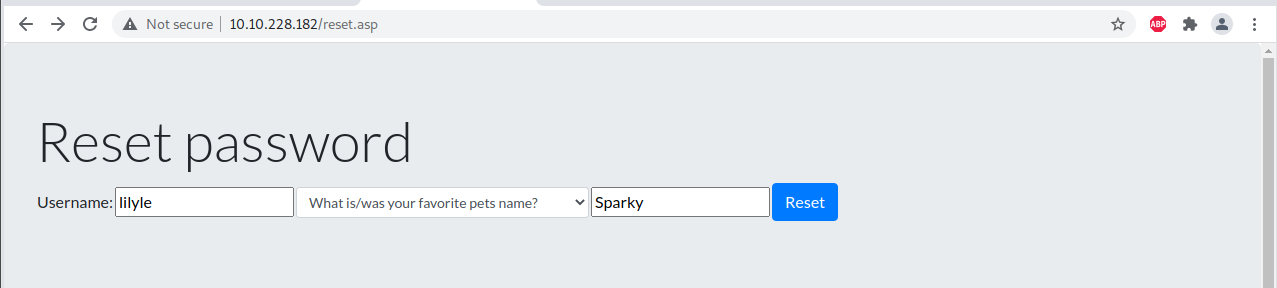 Not secure | 10.10.228.182/reset.asp
ABP
Reset password
Username: lilyle What is/was your favorite pets name? Sparky Reset